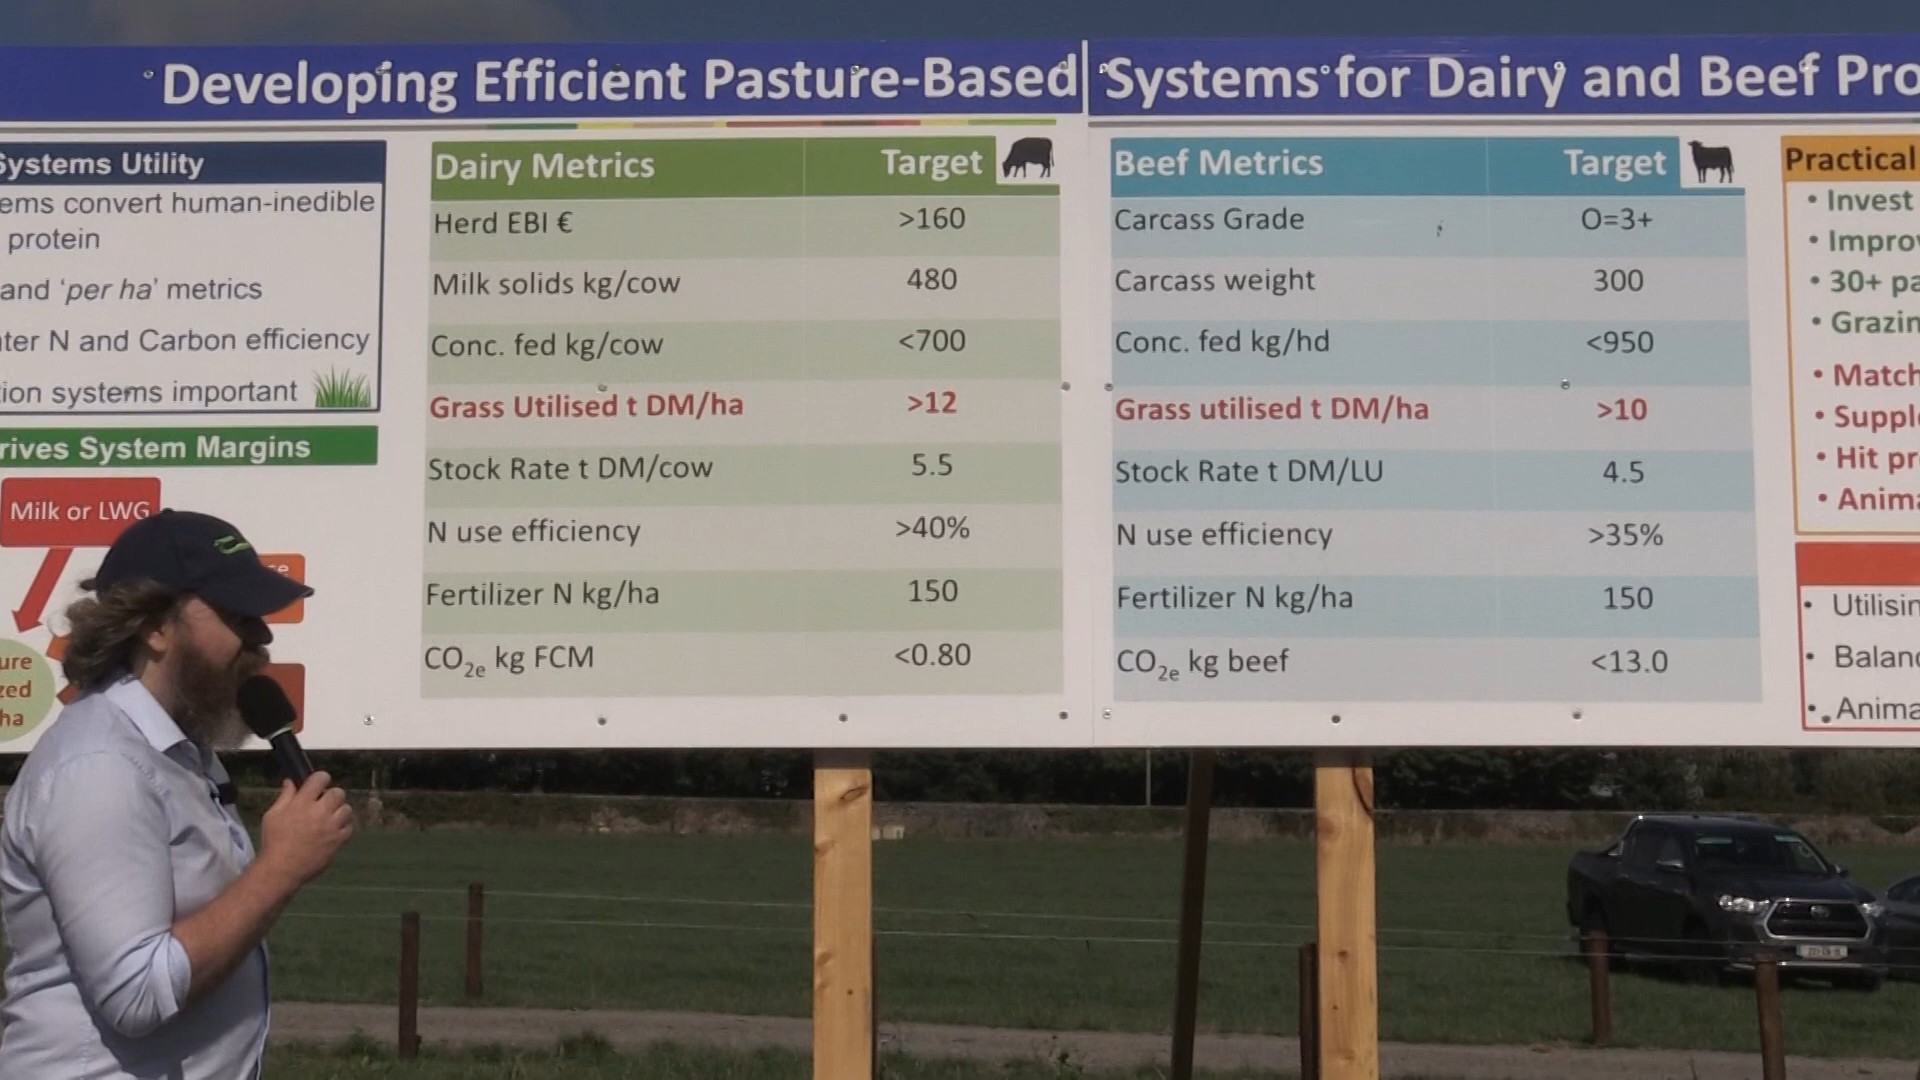 Developing Efficient Pasture-Based Systems for Dairy and Beef Pro
Systems Utility
ems convert human-inedible
protein
and 'per ha' metrics
ter N and Carbon efficiency
tion systems important
rives System Margins
Milk or LWG
ure
zed
ha
Dairy Metrics Target
Herd EBI € >160
Milk solids kg/cow 480
Conc. fed kg/cow <700
Grass Utilised t DM/ha >12
Stock Rate t DM/cow 5.5
N use efficiency >40%
Fertilizer N kg/ha 150
CO2e kg FCM <0.80
Beef Metrics Target
Carcass Grade O=3+
Carcass weight 300
Conc. fed kg/hd <950
Grass utilised t DM/ha >10
Stock Rate t DM/LU 4.5
N use efficiency >35%
Fertilizer N kg/ha 150
CO2e kg beef <13.0
Practical
• Invest
• Improv
• 30+ pa
• Grazin
• Match
• Supple
• Hit pr
• Anima
• Utilisin
• Balanc
• Anima